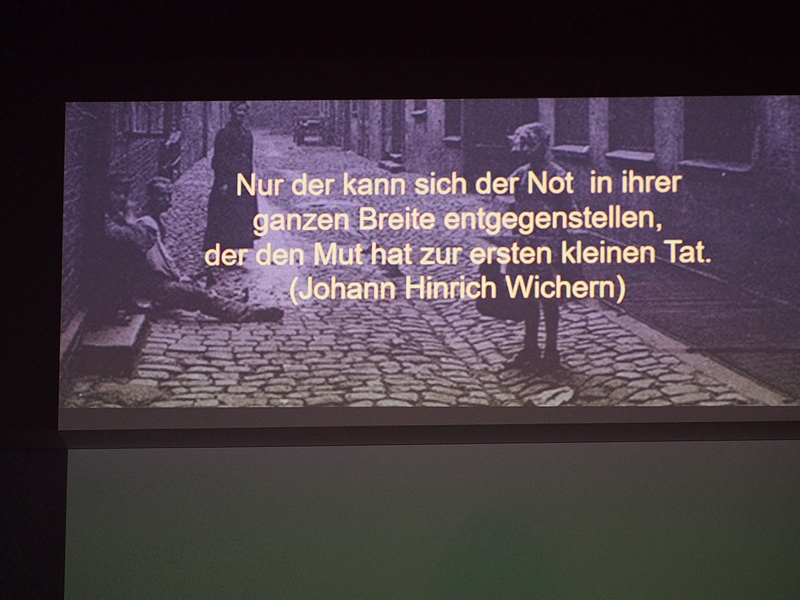 Nur der kann sich der Not in ihrer
ganzen Breite entgegenstellen,
der den Mut hat zur ersten kleinen Tat.
(Johann Hinrich Wichern)